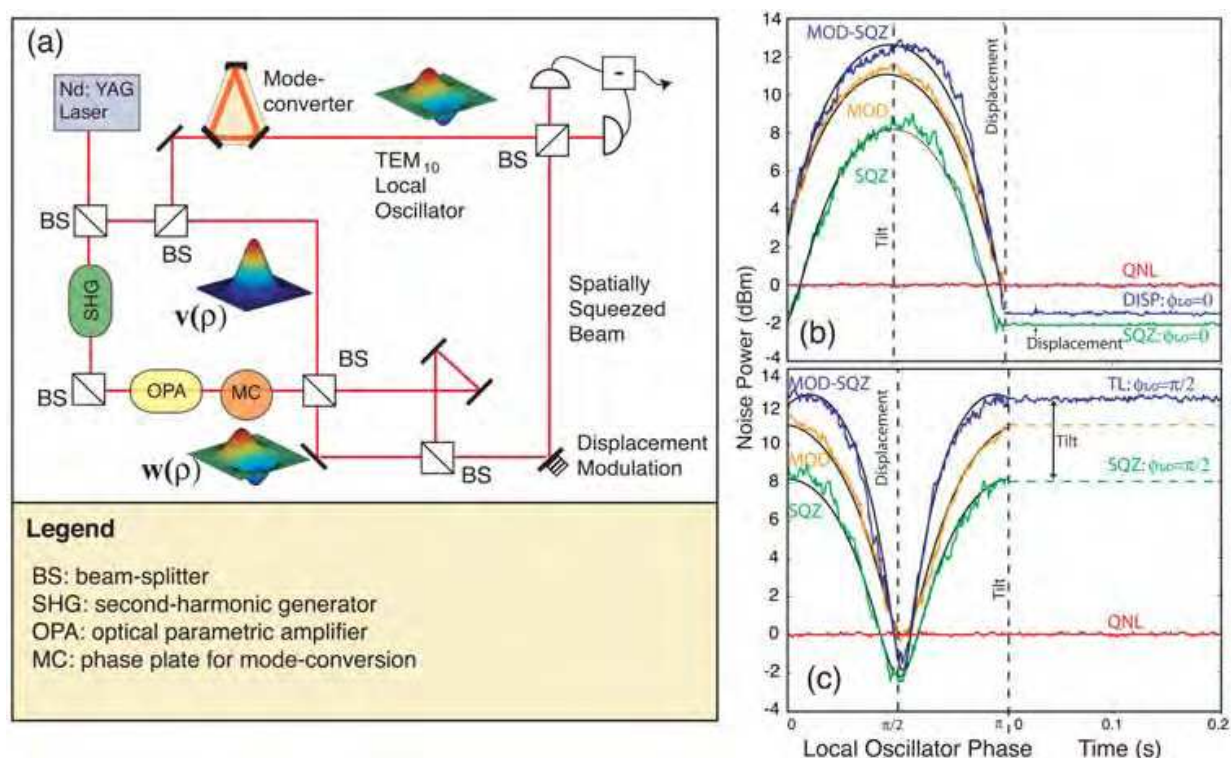 (a)
Nd: YAG
Laser
Mode-
converter
-
BS
TEM10
Local
Oscillator
BS
BS
v(ρ)
SHG
Spatially
Squeezed
Beam
BS
BS
OPA
MC
w(ρ)
BS
Displacement
Modulation
Legend
BS: beam-splitter
SHG: second-harmonic generator
OPA: optical parametric amplifier
MC: phase plate for mode-conversion
Noise Power (dBm)
14
12
10
8
6
4
2
0
-2
-4
MOD-SQZ
MOD
SQZ
Tilt
Displacement
QNL
DISP: ϕLO=0
Displacement
SQZ: ϕLO=0
(b)
14
12
10
8
6
4
2
0
-2
-4
MOD-SQZ
MOD
SQZ
Displacement
Tilt
TL: ϕLO=π/2
Tilt
SQZ: ϕLO=π/2
QNL
(c)
0
π/2
π
0
0.1
0.2
Local Oscillator Phase
Time (s)